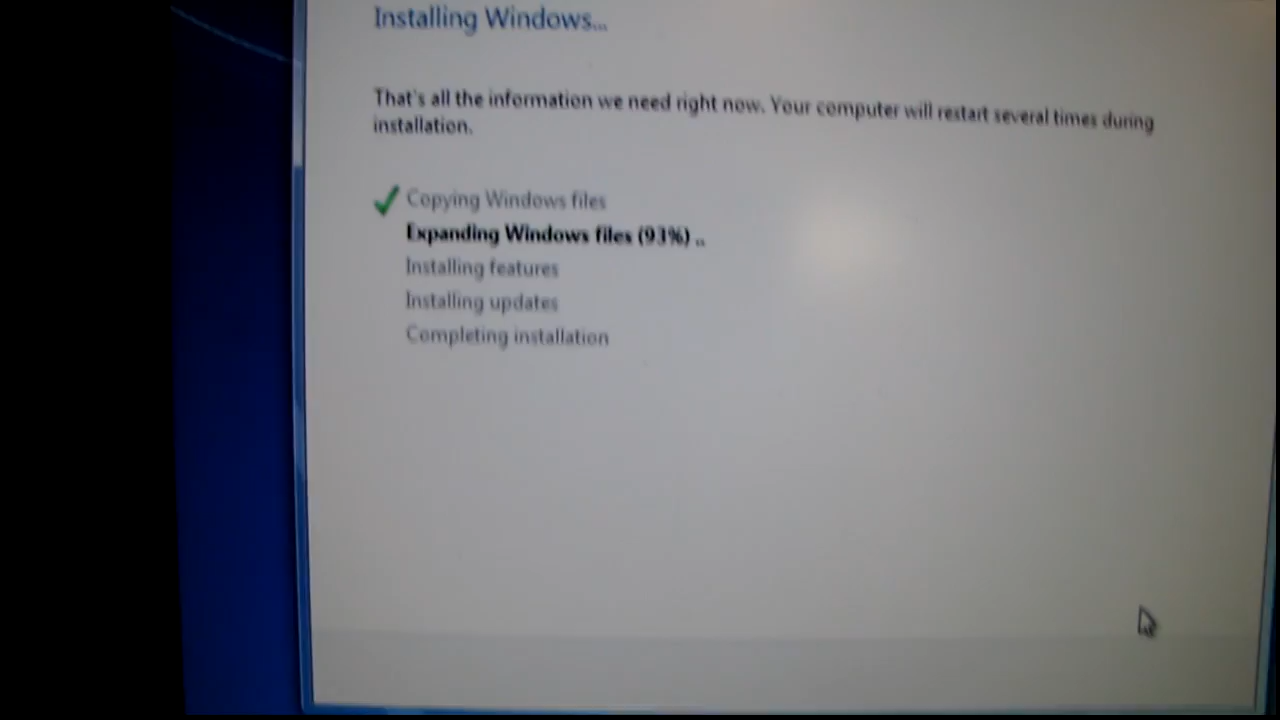 Installing Windows...
That's all the information we need right now. Your computer will restart several times during
installation.
Copying Windows files
Expanding Windows files (93%) ..
Installing features
Installing updates
Completing installation